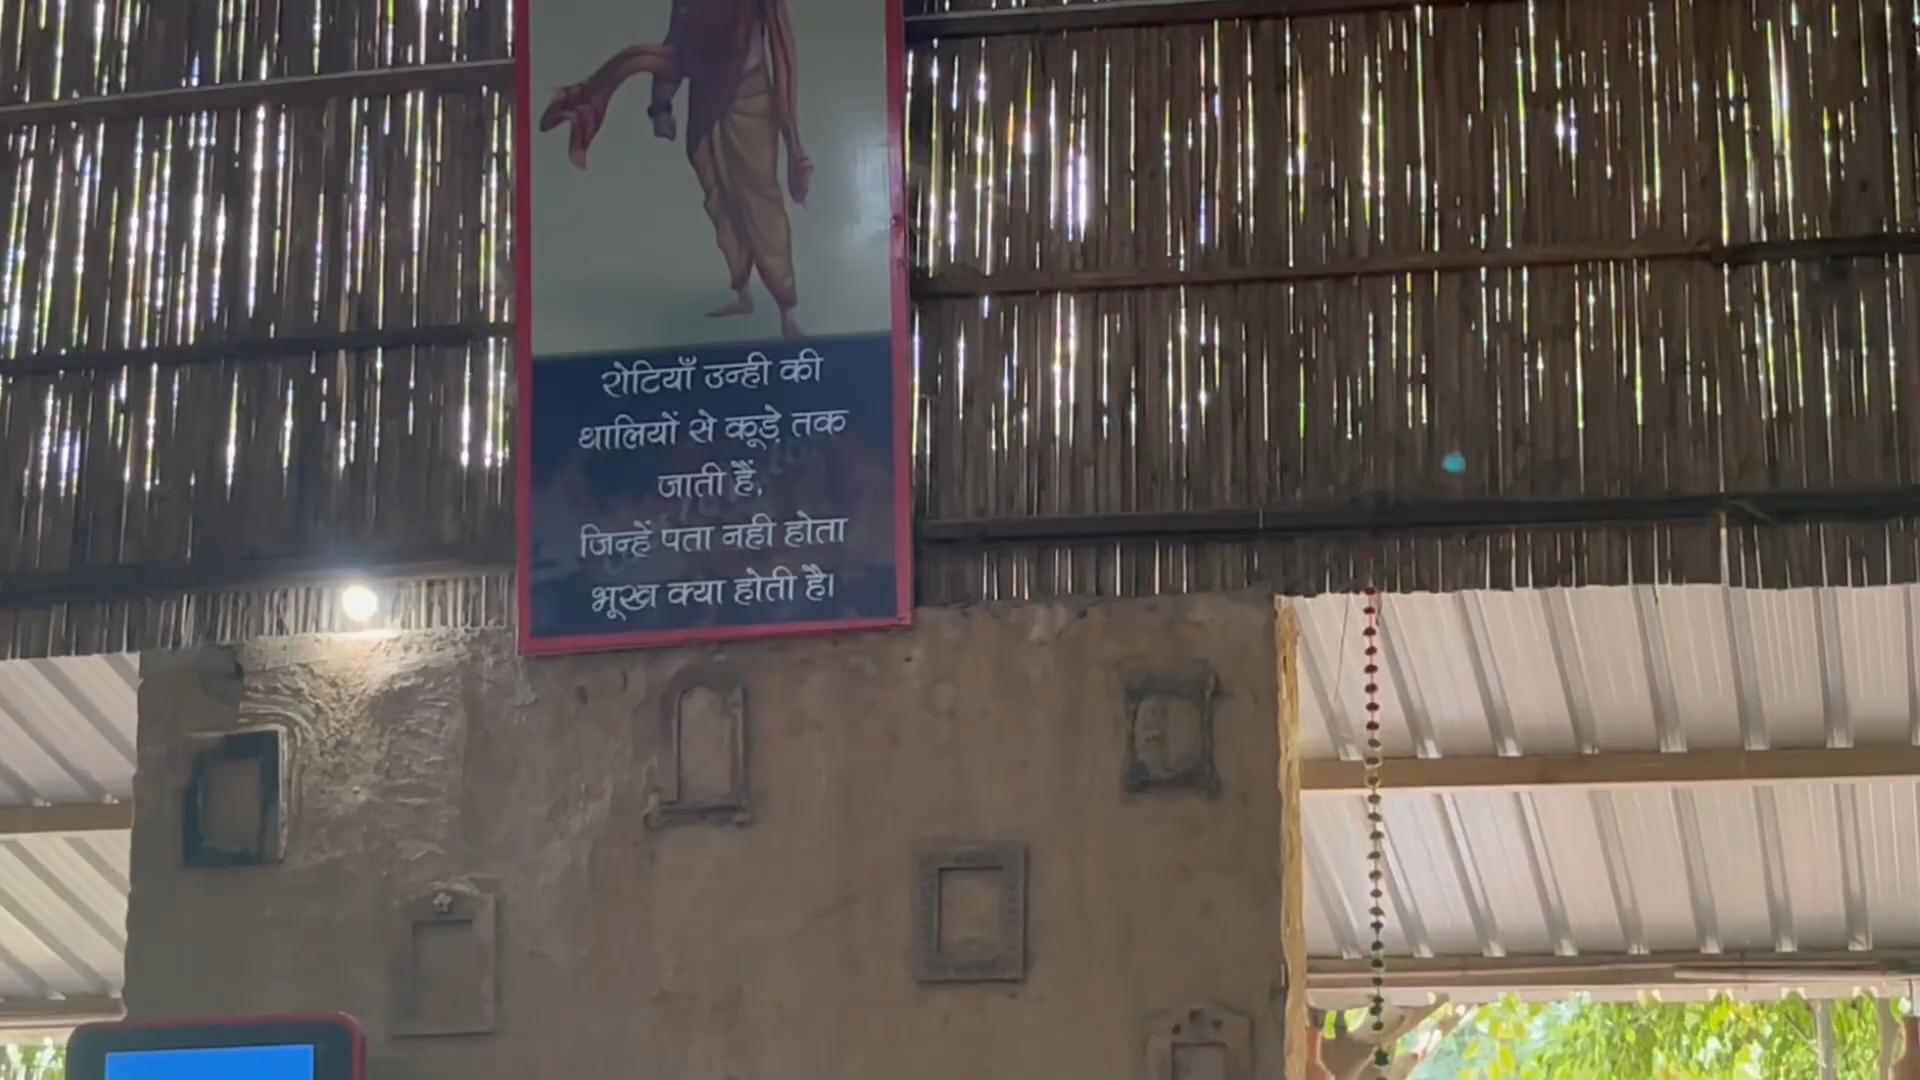 रोटियाँ उन्ही की
थालियों से कूड़े तक
जाती हैं,
जिन्हें पता नही होता
भूख क्या होती है।